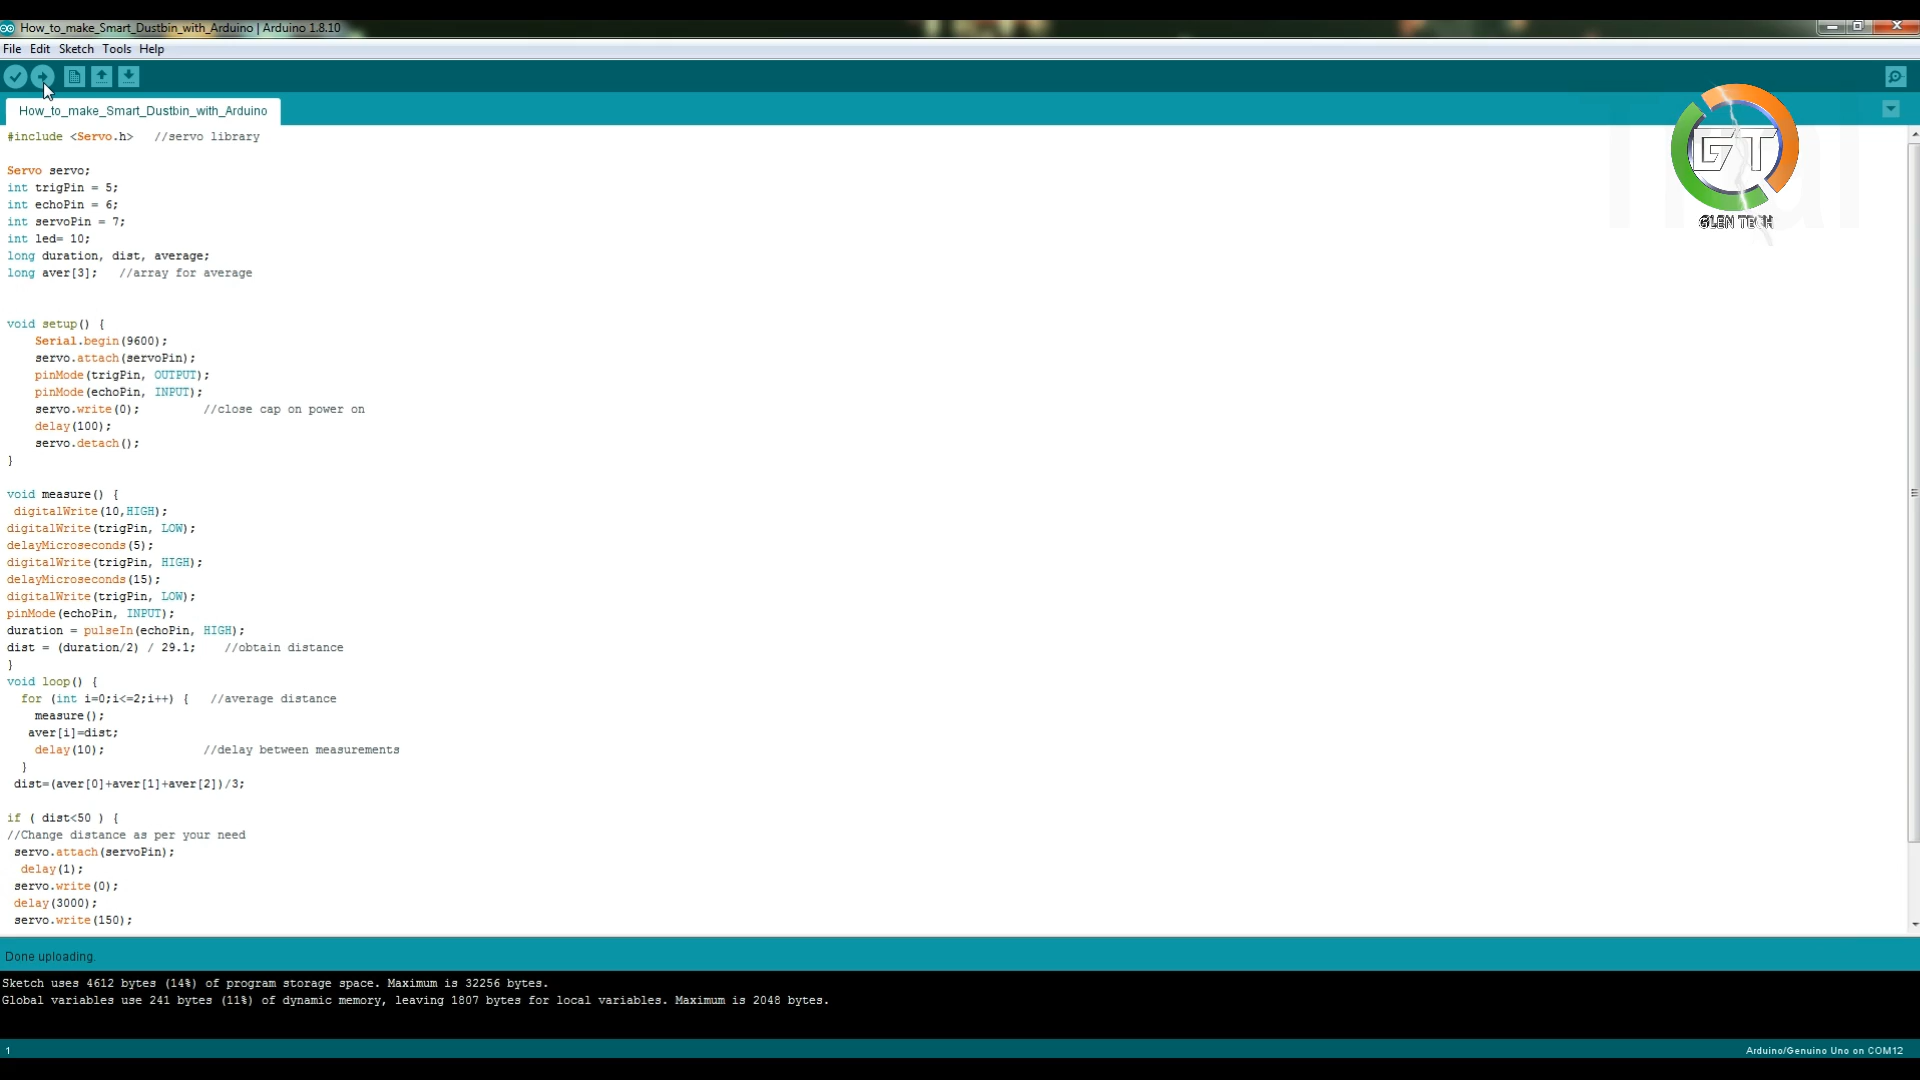 How_to_make_Smart_Dustbin_with_Arduino | Arduino 1.8.10
File Edit Sketch Tools Help
How_to_make_Smart_Dustbin_with_Arduino
#include <Servo.h>   //servo library
Servo servo;
int trigPin = 5;
int echoPin = 6;
int servoPin = 7;
int led= 10;
long duration, dist, average;
long aver[3];   //array for average
void setup() {
    Serial.begin(9600);
    servo.attach(servoPin);
    pinMode(trigPin, OUTPUT);
    pinMode(echoPin, INPUT);
    servo.write(0);         //close cap on power on
    delay(100);
    servo.detach();
}
void measure() {
 digitalWrite(10,HIGH);
digitalWrite(trigPin, LOW);
delayMicroseconds(5);
digitalWrite(trigPin, HIGH);
delayMicroseconds(15);
digitalWrite(trigPin, LOW);
pinMode(echoPin, INPUT);
duration = pulseIn(echoPin, HIGH);
dist = (duration/2) / 29.1;    //obtain distance
}
void loop() {
  for (int i=0;i<=2;i++) {   //average distance
    measure();
   aver[i]=dist;
    delay(10);              //delay between measurements
  }
 dist=(aver[0]+aver[1]+aver[2])/3;
if ( dist<50 ) {
//Change distance as per your need
 servo.attach(servoPin);
  delay(1);
 servo.write(0);
 delay(3000);
 servo.write(150);
GT
GLEN TECH
Done uploading.
Sketch uses 4612 bytes (14%) of program storage space. Maximum is 32256 bytes.
Global variables use 241 bytes (11%) of dynamic memory, leaving 1807 bytes for local variables. Maximum is 2048 bytes.
1
Arduino/Genuino Uno on COM12